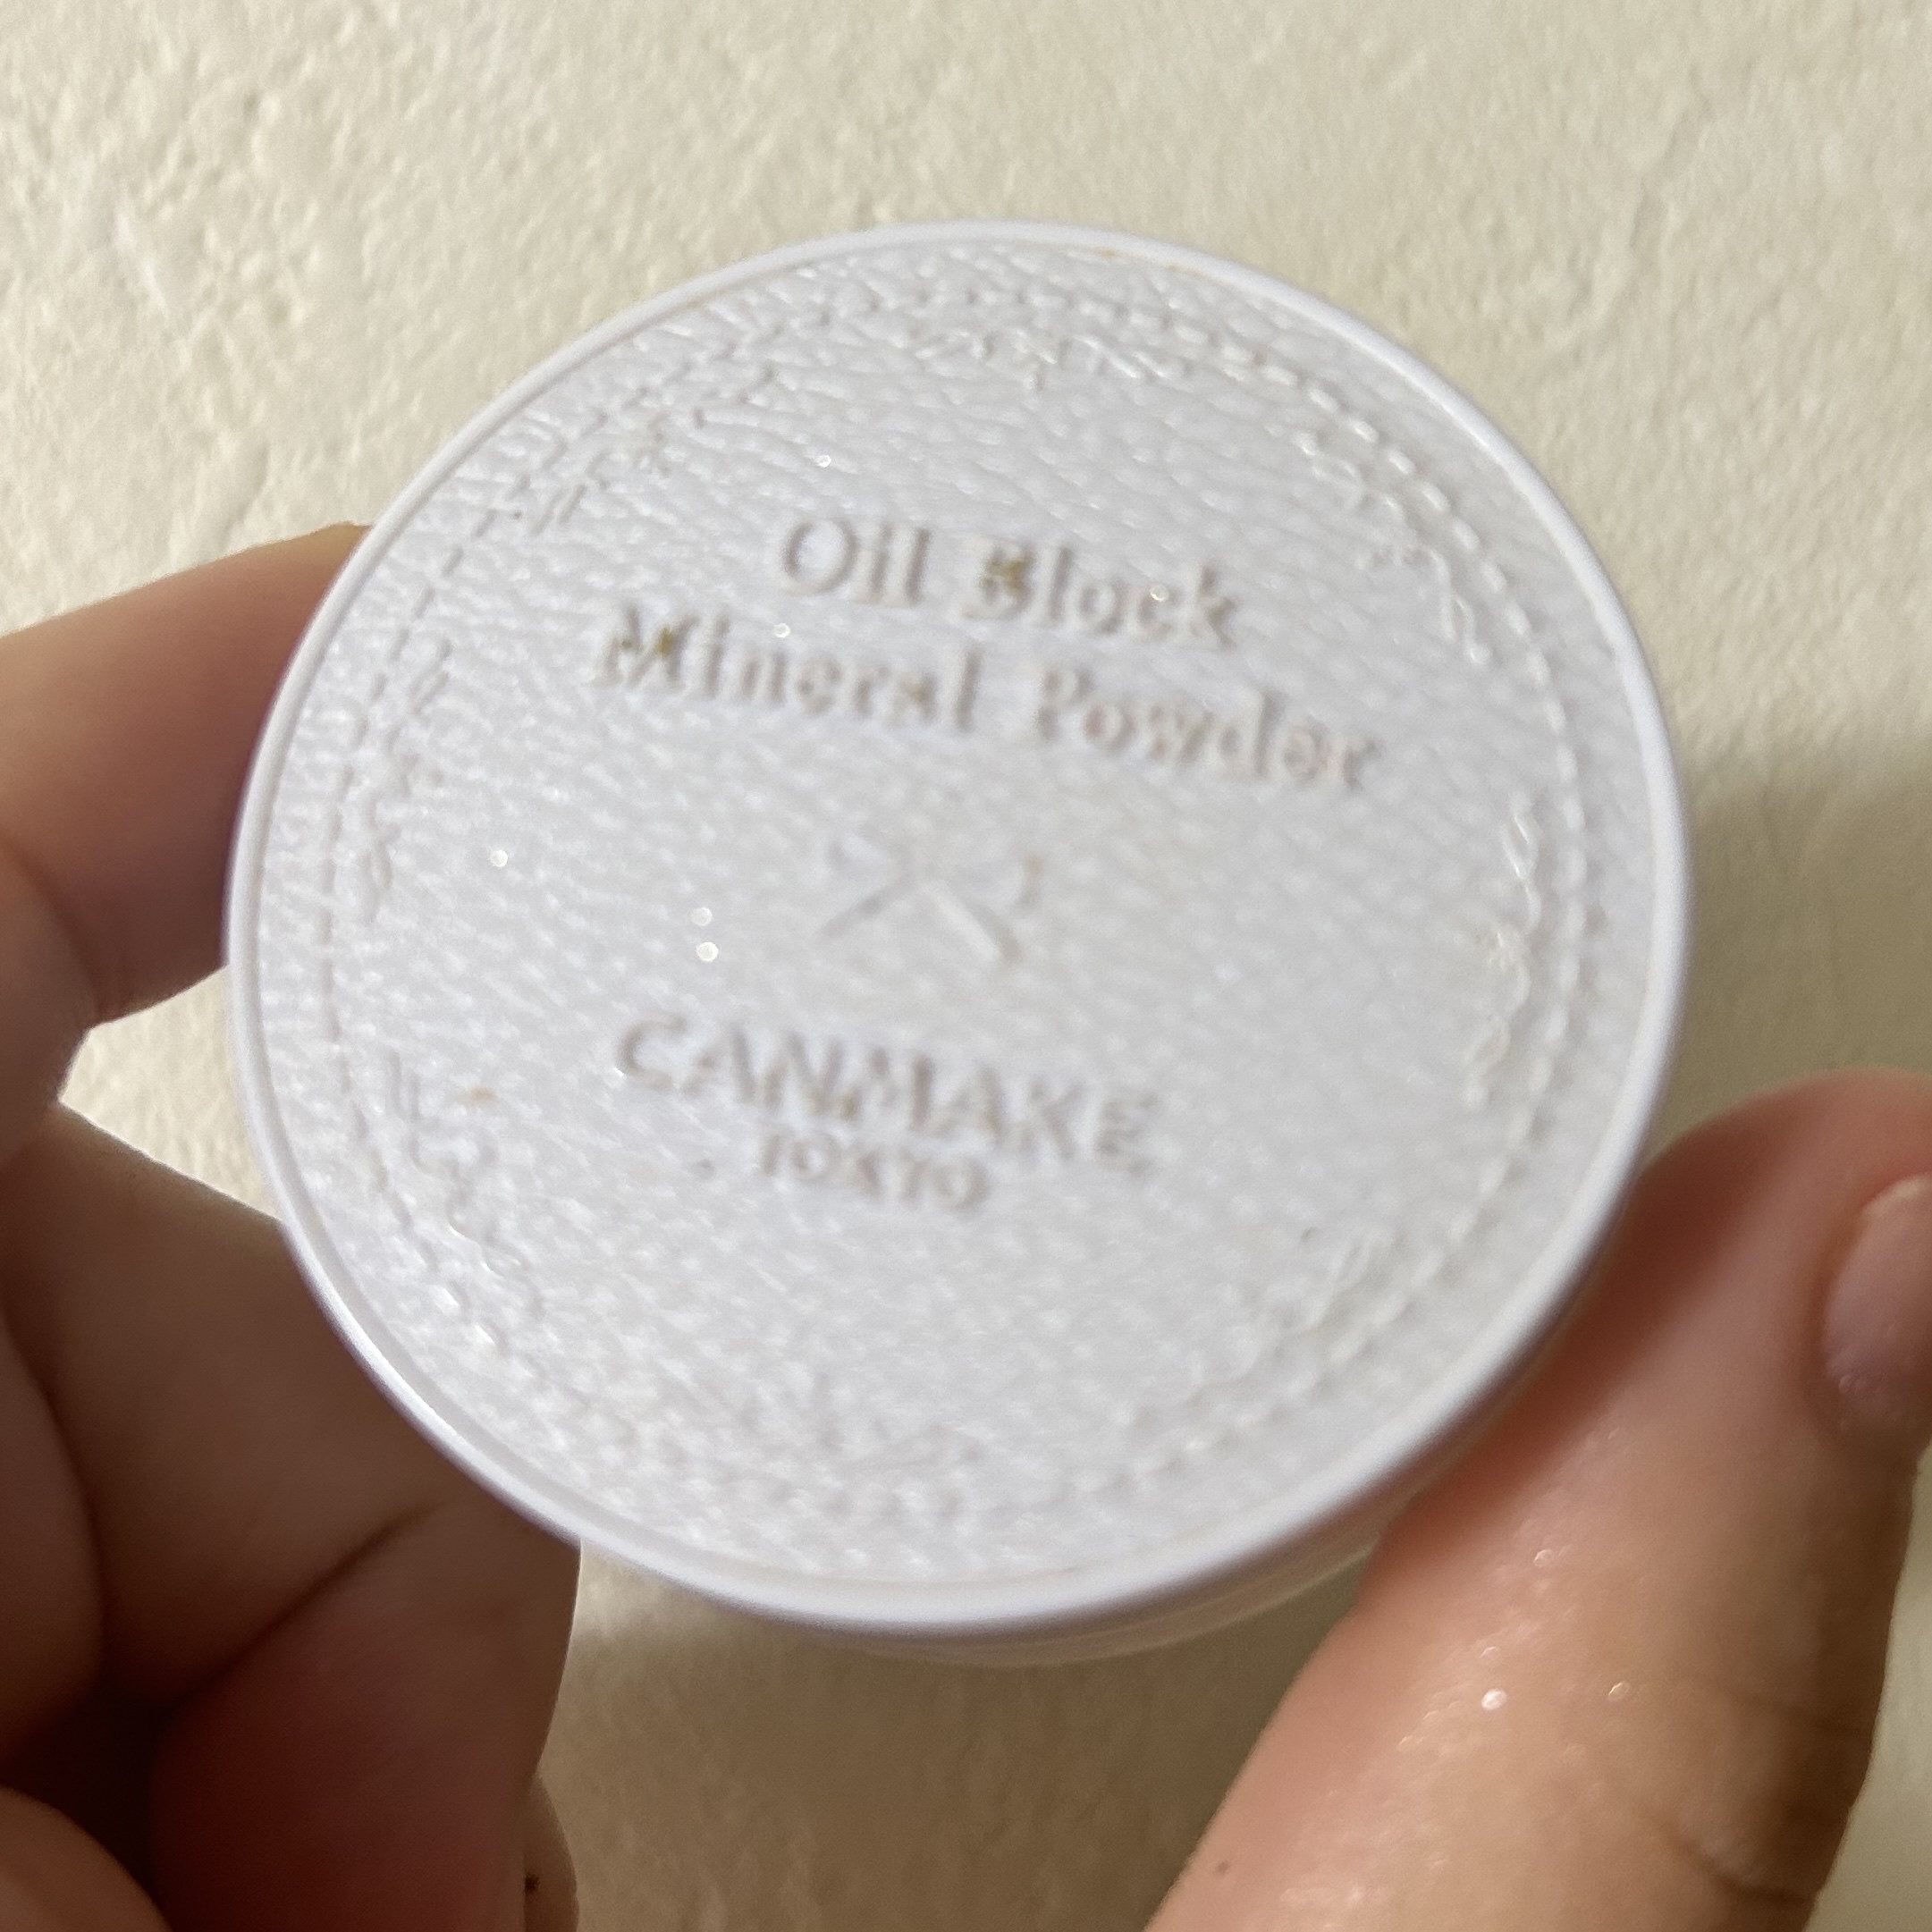 Oil Block
Mineral Powder
CANMAKE
TOKYO